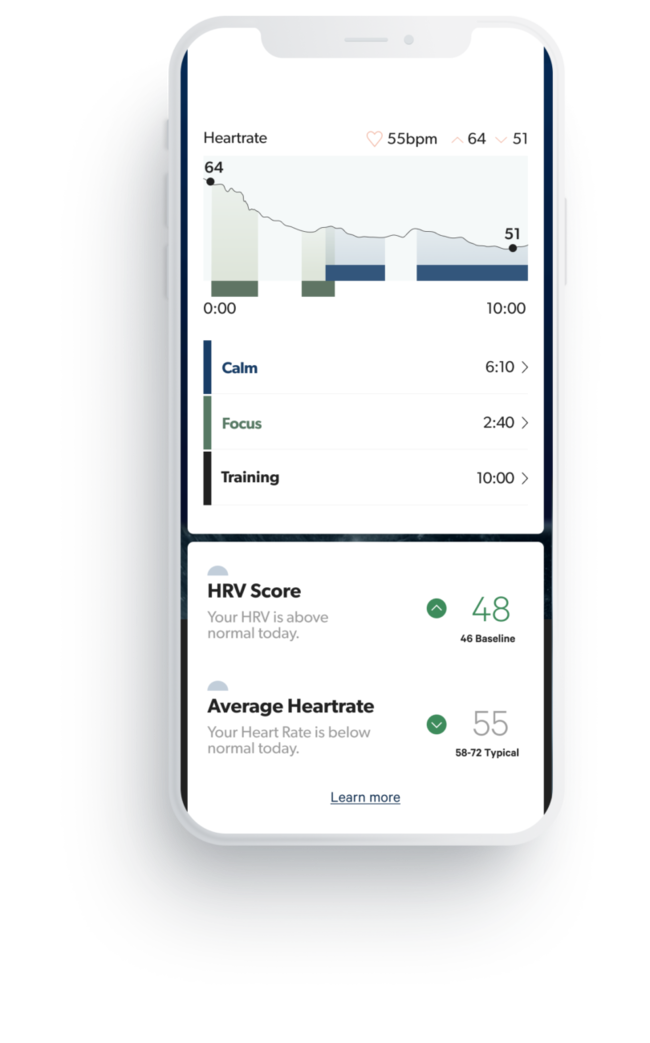 Heartrate 55bpm 64 51
64
51
0:00 10:00
Calm 6:10
Focus 2:40
Training 10:00
HRV Score
Your HRV is above
normal today.
48
46 Baseline
Average Heartrate
Your Heart Rate is below
normal today.
55
58-72 Typical
Learn more